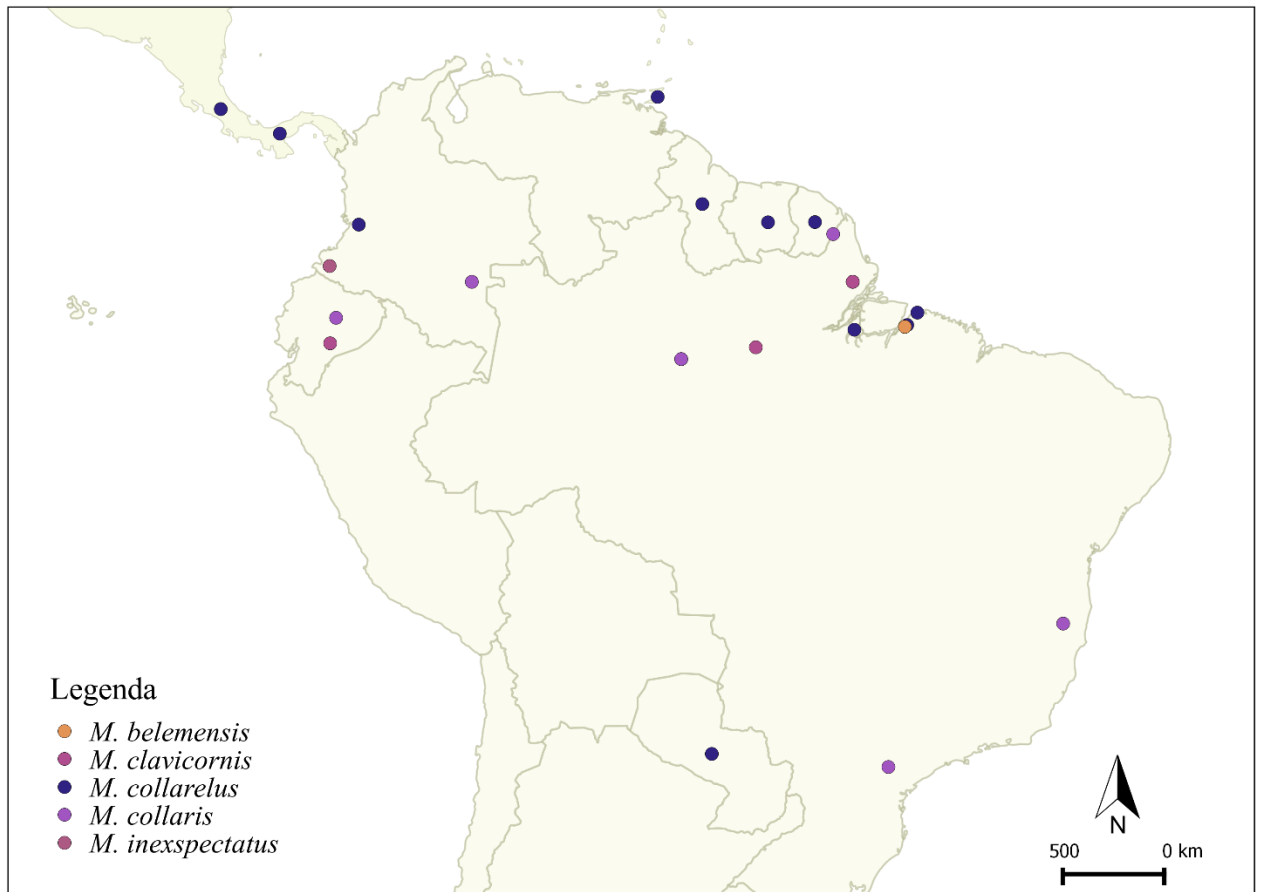 Legenda
M. belemensis
M. clavicornis
M. collarelus
M. collaris
M. inexspectatus
N
500 0 km